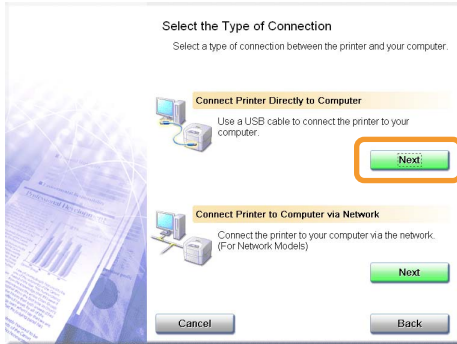 Select the Type of Connection
Select a type of connection between the printer and your computer.
Connect Printer Directly to Computer
Use a USB cable to connect the printer to your
computer.
Next
Connect Printer to Computer via Network
Connect the printer to your computer via the network.
(For Network Models)
Next
Cancel
Back